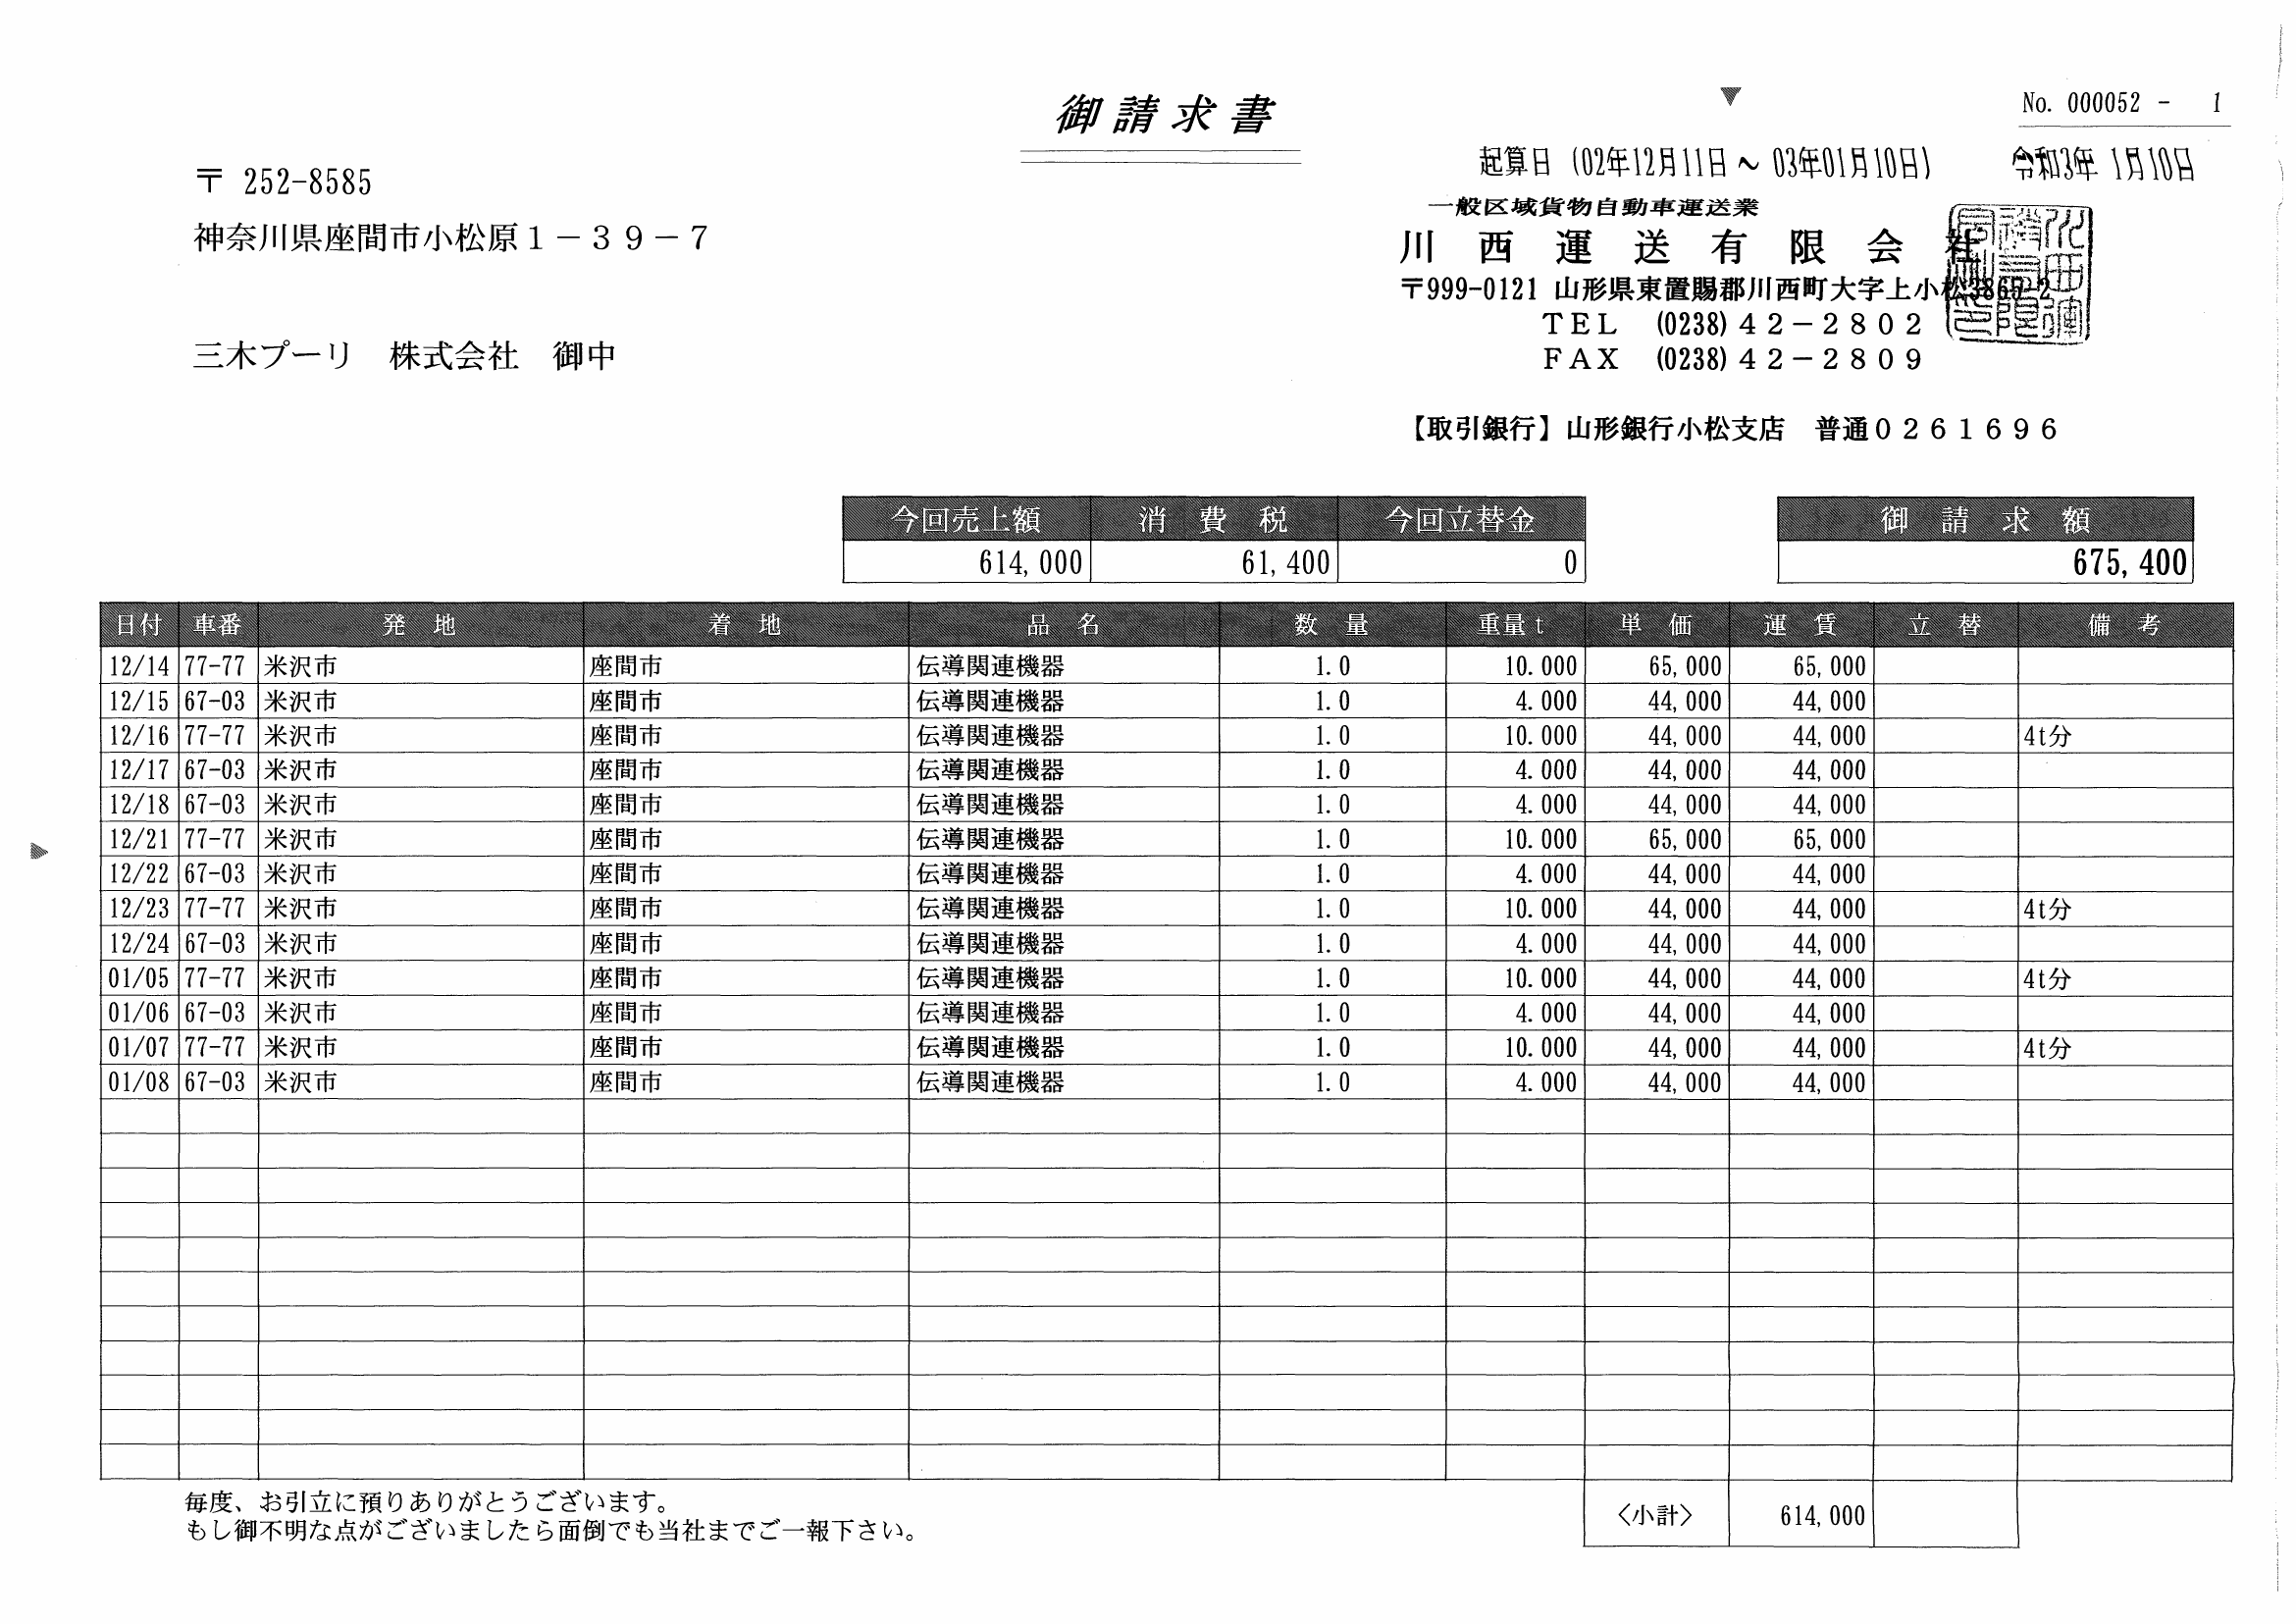 御請求書
No. 000052 - 1
起算日 (02年12月11日 ~ 03年01月10日) 令和3年 1月10日
〒 252-8585
神奈川県座間市小松原1-39-7
三木プーリ 株式会社 御中
一般区域貨物自動車運送業
川西運送有限会社
〒999-0121 山形県東置賜郡川西町大字上小松3865-2
TEL (0238)42-2802
FAX (0238)42-2809
【取引銀行】山形銀行小松支店 普通0261696
今回売上額 消費税 今回立替金 御請求額
614,000 61,400 0 675,400
日付 車番 発地 着地 品名 数量 重量t 単価 運賃 立替 備考
12/14 77-77 米沢市 座間市 伝導関連機器 1.0 10.000 65,000 65,000
12/15 67-03 米沢市 座間市 伝導関連機器 1.0 4.000 44,000 44,000
12/16 77-77 米沢市 座間市 伝導関連機器 1.0 10.000 44,000 44,000 4t分
12/17 67-03 米沢市 座間市 伝導関連機器 1.0 4.000 44,000 44,000
12/18 67-03 米沢市 座間市 伝導関連機器 1.0 4.000 44,000 44,000
12/21 77-77 米沢市 座間市 伝導関連機器 1.0 10.000 65,000 65,000
12/22 67-03 米沢市 座間市 伝導関連機器 1.0 4.000 44,000 44,000
12/23 77-77 米沢市 座間市 伝導関連機器 1.0 10.000 44,000 44,000 4t分
12/24 67-03 米沢市 座間市 伝導関連機器 1.0 4.000 44,000 44,000
01/05 77-77 米沢市 座間市 伝導関連機器 1.0 10.000 44,000 44,000 4t分
01/06 67-03 米沢市 座間市 伝導関連機器 1.0 4.000 44,000 44,000
01/07 77-77 米沢市 座間市 伝導関連機器 1.0 10.000 44,000 44,000 4t分
01/08 67-03 米沢市 座間市 伝導関連機器 1.0 4.000 44,000 44,000
毎度、お引立に預りありがとうございます。
もし御不明な点がございましたら面倒でも当社までご一報下さい。
〈小計〉 614,000